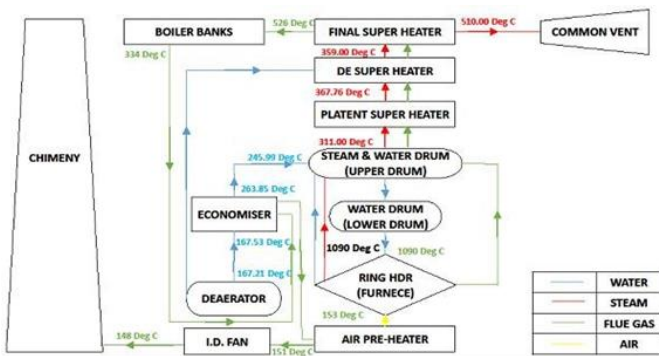 BOILER BANKS
526 Deg C
FINAL SUPER HEATER
510.00 Deg C
COMMON VENT
334 Deg C
359.00 Deg C
DE SUPER HEATER
367.76 Deg C
PLATENT SUPER HEATER
311.00 Deg C
CHIMENY
245.99 Deg C
STEAM & WATER DRUM
(UPPER DRUM)
263.85 Deg C
ECONOMISER
WATER DRUM
(LOWER DRUM)
167.53 Deg C
1090 Deg C
1090 Deg C
167.21 Deg C
RING HDR
(FURNECE)
DEAERATOR
153 Deg C
148 Deg C
I.D. FAN
151 Deg C
AIR PRE-HEATER
WATER
STEAM
FLUE GAS
AIR